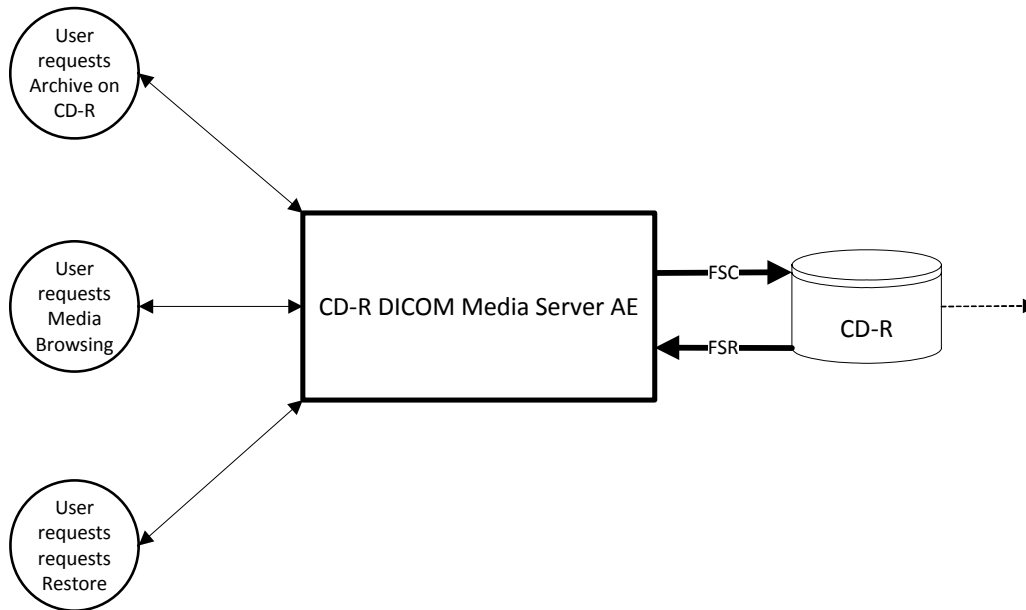 User
requests
Archive on
CD-R
User
requests
Media
Browsing
User
requests
requests
Restore
CD-R DICOM Media Server AE
FSC
FSR
CD-R